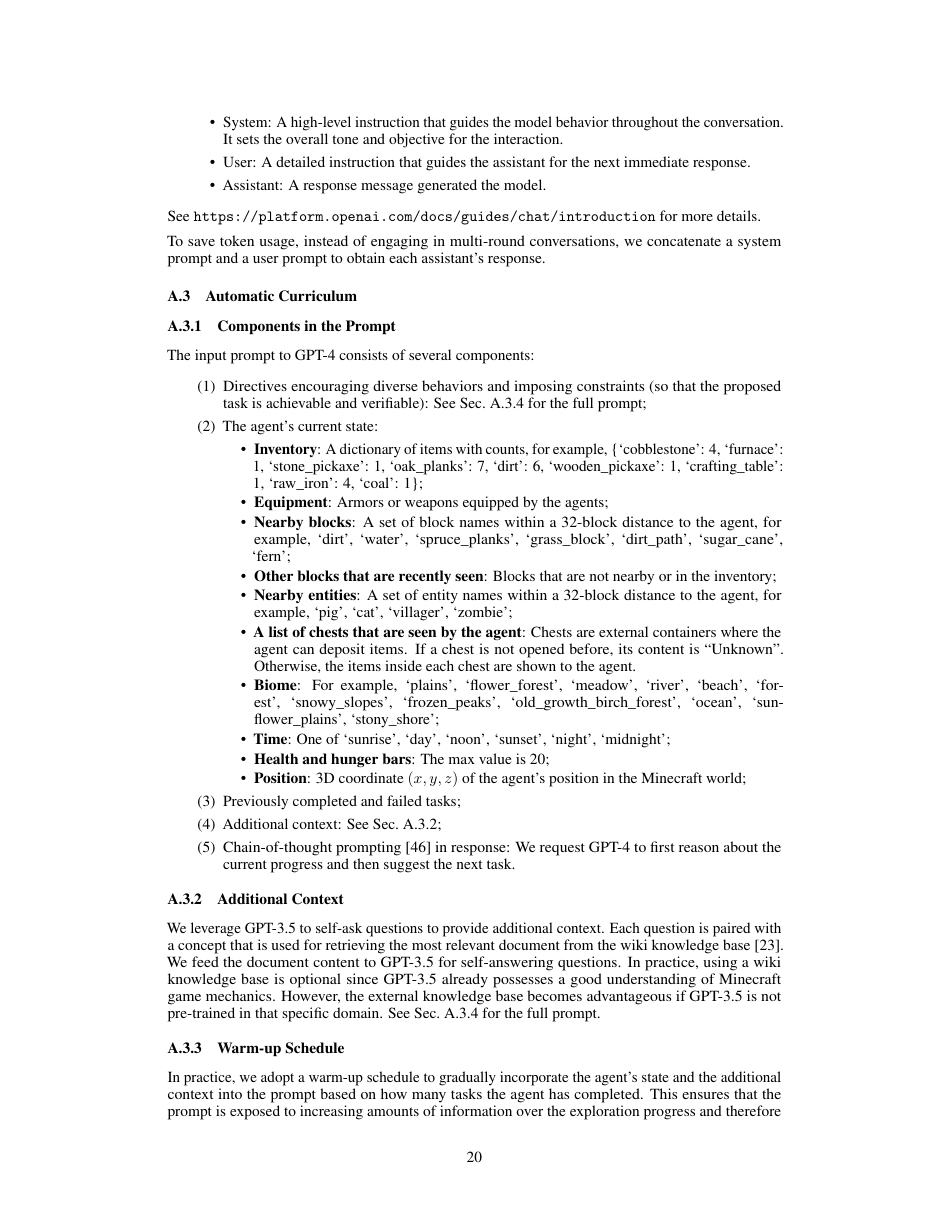 • System: A high-level instruction that guides the model behavior throughout the conversation.
It sets the overall tone and objective for the interaction.
• User: A detailed instruction that guides the assistant for the next immediate response.
• Assistant: A response message generated the model.
See https://platform.openai.com/docs/guides/chat/introduction for more details.
To save token usage, instead of engaging in multi-round conversations, we concatenate a system
prompt and a user prompt to obtain each assistant's response.
A.3 Automatic Curriculum
A.3.1 Components in the Prompt
The input prompt to GPT-4 consists of several components:
(1) Directives encouraging diverse behaviors and imposing constraints (so that the proposed
task is achievable and verifiable): See Sec. A.3.4 for the full prompt;
(2) The agent's current state:
• Inventory: A dictionary of items with counts, for example, {‘cobblestone’: 4, ‘furnace’:
1, ‘stone_pickaxe’: 1, ‘oak_planks’: 7, ‘dirt’: 6, ‘wooden_pickaxe’: 1, ‘crafting_table’:
1, ‘raw_iron’: 4, ‘coal’: 1};
• Equipment: Armors or weapons equipped by the agents;
• Nearby blocks: A set of block names within a 32-block distance to the agent, for
example, ‘dirt’, ‘water’, ‘spruce_planks’, ‘grass_block’, ‘dirt_path’, ‘sugar_cane’,
‘fern’;
• Other blocks that are recently seen: Blocks that are not nearby or in the inventory;
• Nearby entities: A set of entity names within a 32-block distance to the agent, for
example, ‘pig’, ‘cat’, ‘villager’, ‘zombie’;
• A list of chests that are seen by the agent: Chests are external containers where the
agent can deposit items. If a chest is not opened before, its content is “Unknown”.
Otherwise, the items inside each chest are shown to the agent.
• Biome: For example, ‘plains’, ‘flower_forest’, ‘meadow’, ‘river’, ‘beach’, ‘for-
est’, ‘snowy_slopes’, ‘frozen_peaks’, ‘old_growth_birch_forest’, ‘ocean’, ‘sun-
flower_plains’, ‘stony_shore’;
• Time: One of ‘sunrise’, ‘day’, ‘noon’, ‘sunset’, ‘night’, ‘midnight’;
• Health and hunger bars: The max value is 20;
• Position: 3D coordinate (x, y, z) of the agent's position in the Minecraft world;
(3) Previously completed and failed tasks;
(4) Additional context: See Sec. A.3.2;
(5) Chain-of-thought prompting [46] in response: We request GPT-4 to first reason about the
current progress and then suggest the next task.
A.3.2 Additional Context
We leverage GPT-3.5 to self-ask questions to provide additional context. Each question is paired with
a concept that is used for retrieving the most relevant document from the wiki knowledge base [23].
We feed the document content to GPT-3.5 for self-answering questions. In practice, using a wiki
knowledge base is optional since GPT-3.5 already possesses a good understanding of Minecraft
game mechanics. However, the external knowledge base becomes advantageous if GPT-3.5 is not
pre-trained in that specific domain. See Sec. A.3.4 for the full prompt.
A.3.3 Warm-up Schedule
In practice, we adopt a warm-up schedule to gradually incorporate the agent's state and the additional
context into the prompt based on how many tasks the agent has completed. This ensures that the
prompt is exposed to increasing amounts of information over the exploration progress and therefore
20